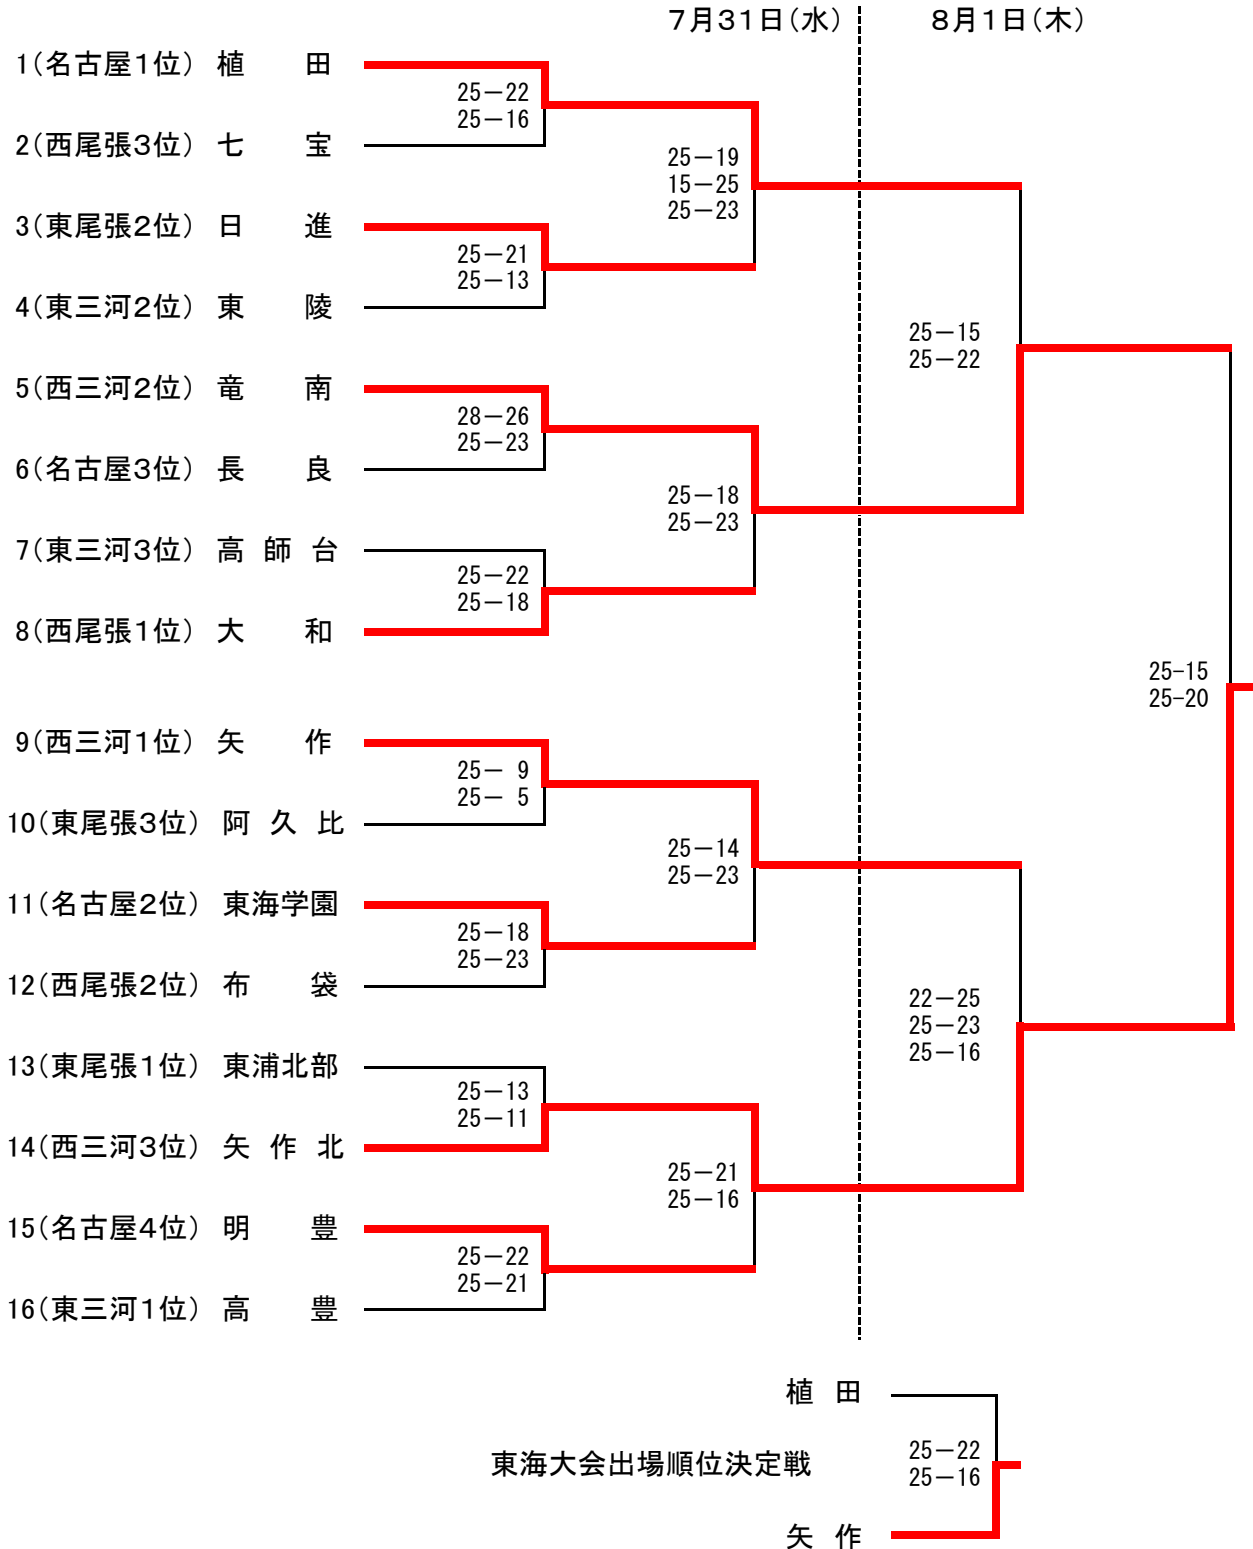 7月31日(水) 8月1日(木)
1(名古屋1位) 植田
25-22
25-16
2(西尾張3位) 七宝
25-19
15-25
25-23
3(東尾張2位) 日進
25-21
25-13
4(東三河2位) 東陵
25-15
25-22
5(西三河2位) 竜南
28-26
25-23
6(名古屋3位) 長良
25-18
25-23
7(東三河3位) 高師台
25-22
25-18
8(西尾張1位) 大和
25-15
25-20
9(西三河1位) 矢作
25- 9
25- 5
10(東尾張3位) 阿久比
25-14
25-23
11(名古屋2位) 東海学園
25-18
25-23
12(西尾張2位) 布袋
22-25
25-23
25-16
13(東尾張1位) 東浦北部
25-13
25-11
14(西三河3位) 矢作北
25-21
25-16
15(名古屋4位) 明豊
25-22
25-21
16(東三河1位) 高豊
植田
東海大会出場順位決定戦
25-22
25-16
矢作